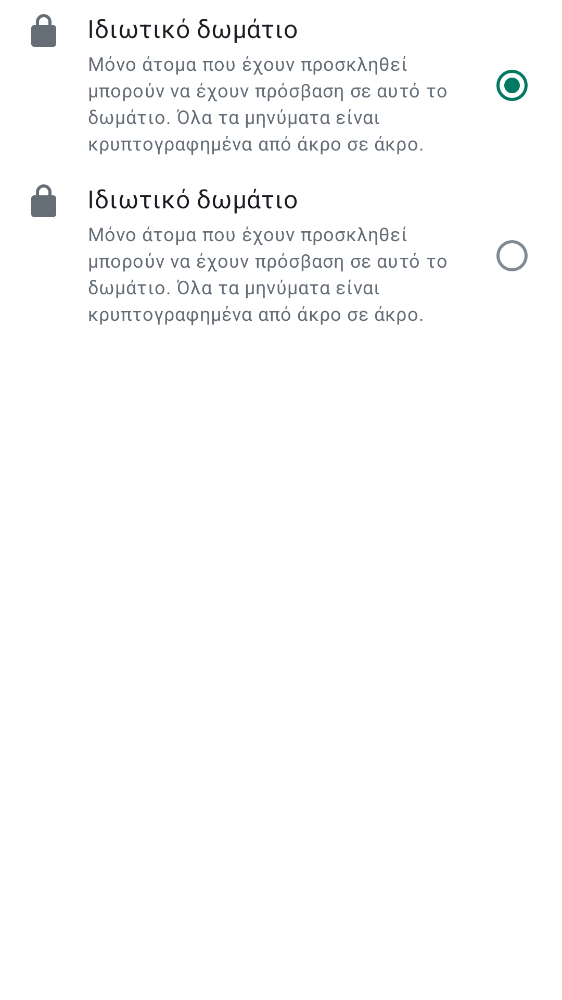 Ιδιωτικό δωμάτιο
Μόνο άτομα που έχουν προσκληθεί
μπορούν να έχουν πρόσβαση σε αυτό το
δωμάτιο. Όλα τα μηνύματα είναι
κρυπτογραφημένα από άκρο σε άκρο.
Ιδιωτικό δωμάτιο
Μόνο άτομα που έχουν προσκληθεί
μπορούν να έχουν πρόσβαση σε αυτό το
δωμάτιο. Όλα τα μηνύματα είναι
κρυπτογραφημένα από άκρο σε άκρο.